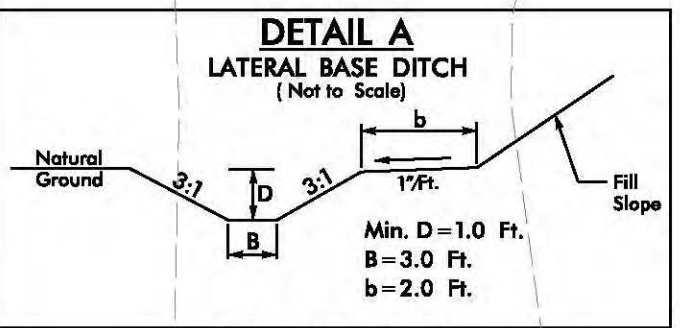 DETAIL A
LATERAL BASE DITCH
( Not to Scale)
b
Natural
Ground
3:1
D
3:1
1"/Ft.
Fill
Slope
B
Min. D=1.0 Ft.
B=3.0 Ft.
b=2.0 Ft.